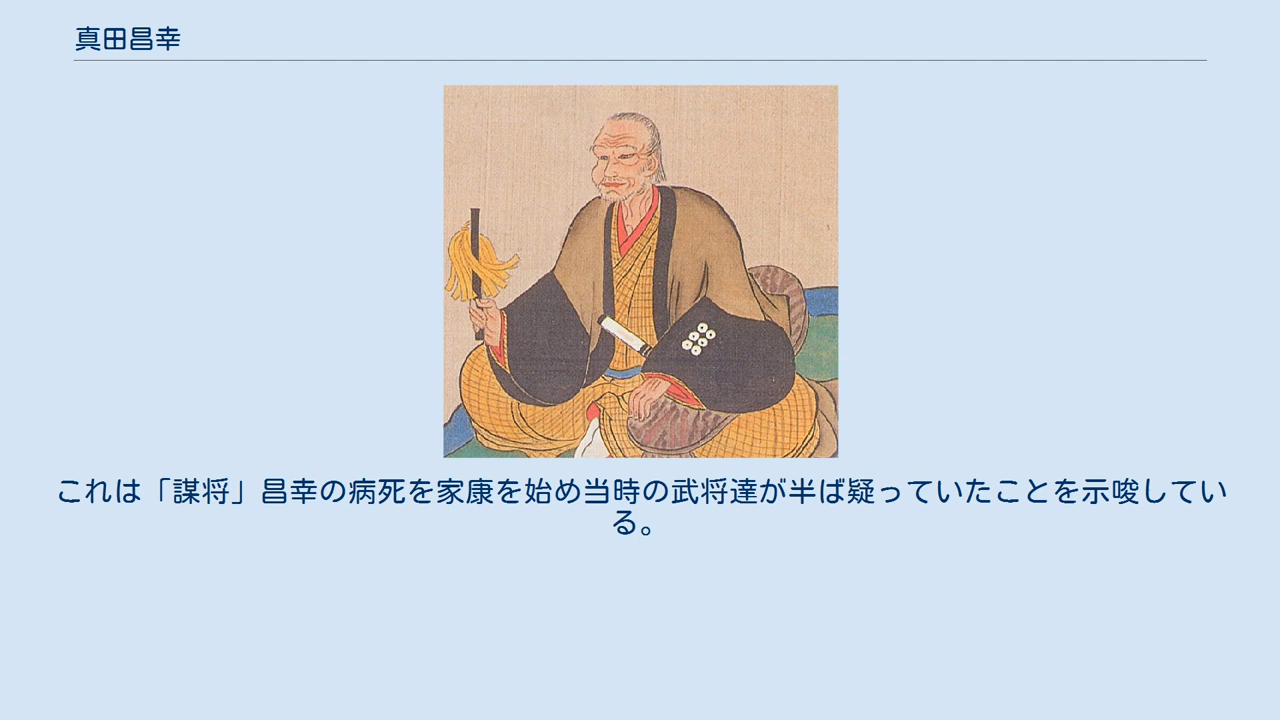 真田昌幸
これは「謀将」昌幸の病死を家康を始め当時の武将達が半ば疑っていたことを示唆してい
る。